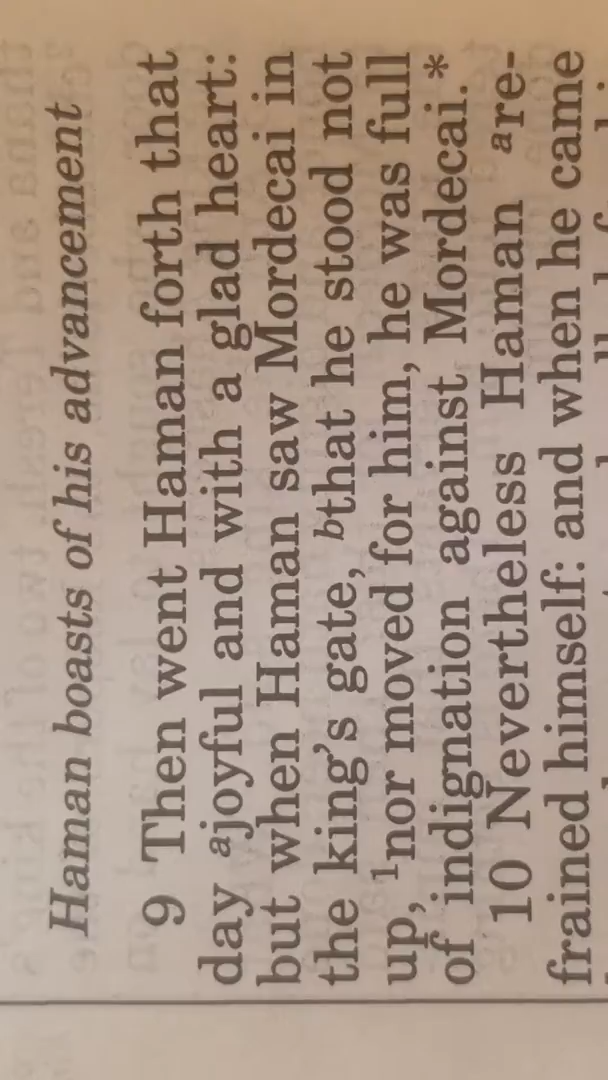 Haman boasts of his advancement
9 Then went Haman forth that
day ajoyful and with a glad heart:
but when Haman saw Mordecai in
the king's gate, bthat he stood not
up, 1nor moved for him, he was full
of indignation against Mordecai.*
10 Nevertheless Haman are-
frained himself: and when he came